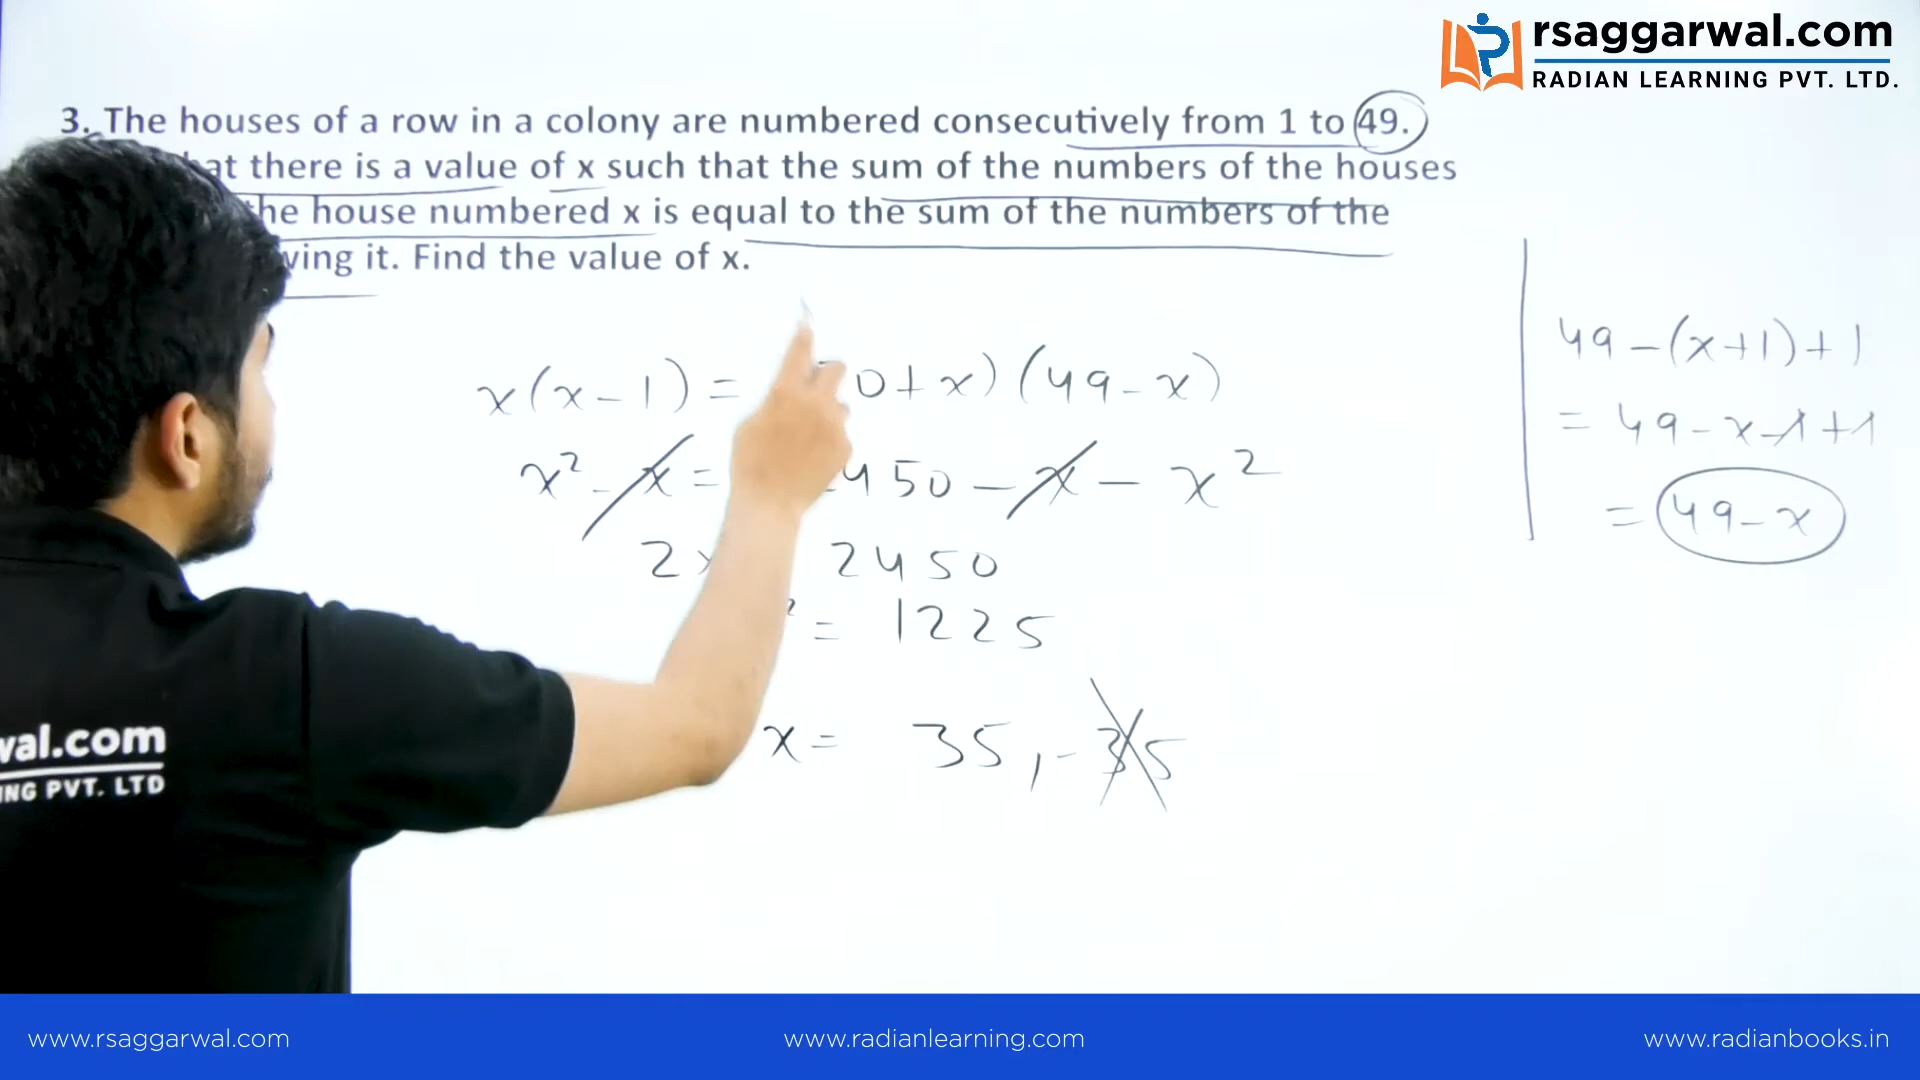 rsaggarwal.com
RADIAN LEARNING PVT. LTD.
3. The houses of a row in a colony are numbered consecutively from 1 to 49.
there is a value of x such that the sum of the numbers of the houses
the house numbered x is equal to the sum of the numbers of the
it. Find the value of x.
x(x-1) = 0+x)(49-x)
x² - x = 450 - x - x²
2x 2450
² = 1225
x = 35, -35
49-(x+1)+1
= 49-x-1+1
= 49-x
wal.com
ING PVT. LTD
www.rsaggarwal.com
www.radianlearning.com
www.radianbooks.in